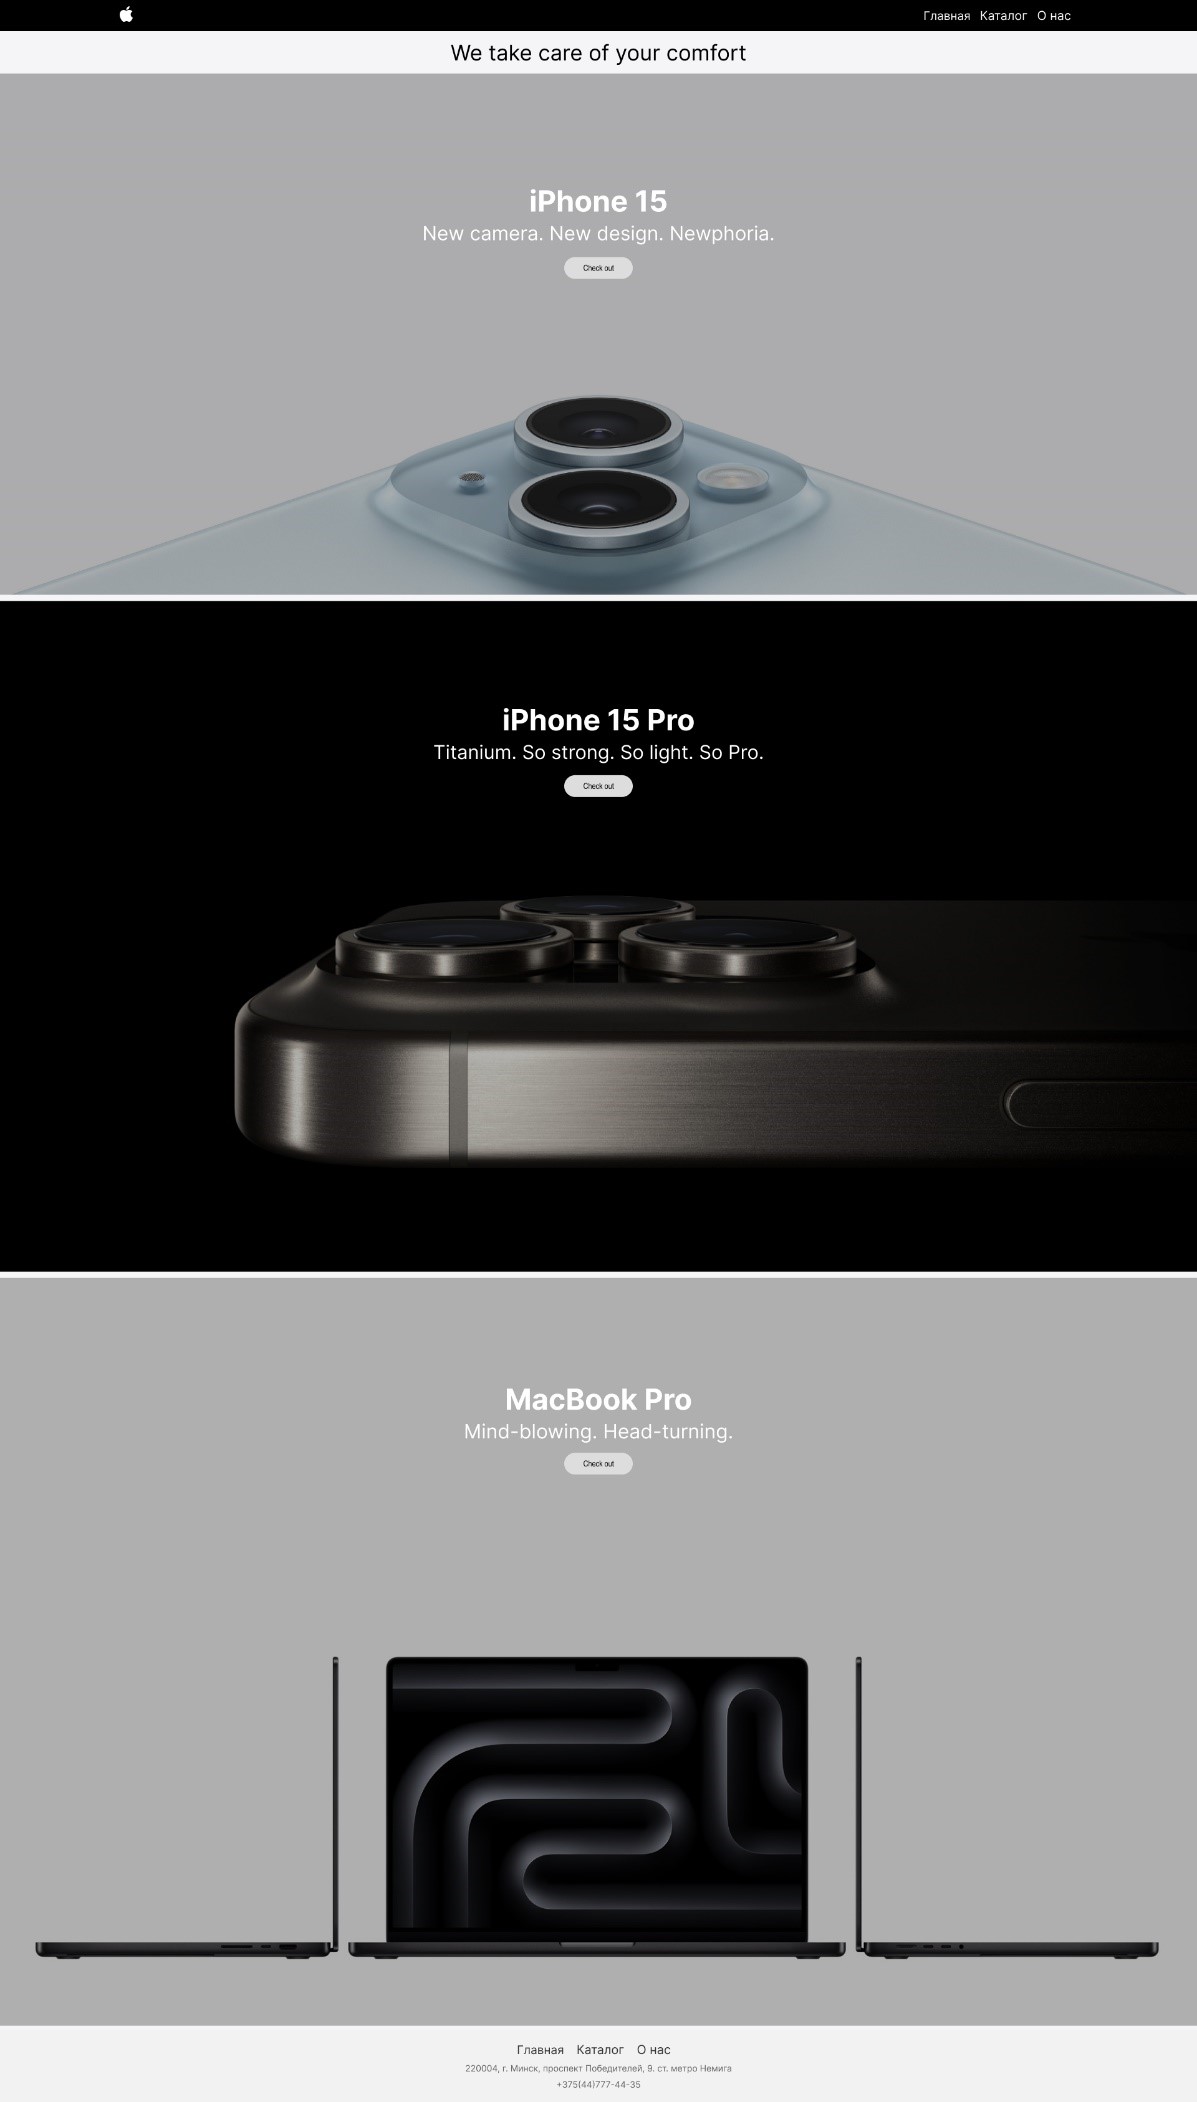 Главная Каталог О нас
We take care of your comfort
iPhone 15
New camera. New design. Newphoria.
Check out
iPhone 15 Pro
Titanium. So strong. So light. So Pro.
Check out
MacBook Pro
Mind-blowing. Head-turning.
Check out
Главная Каталог О нас
220004, г. Минск, проспект Победителей, 9. ст. метро Немига
+375(44)777-44-35